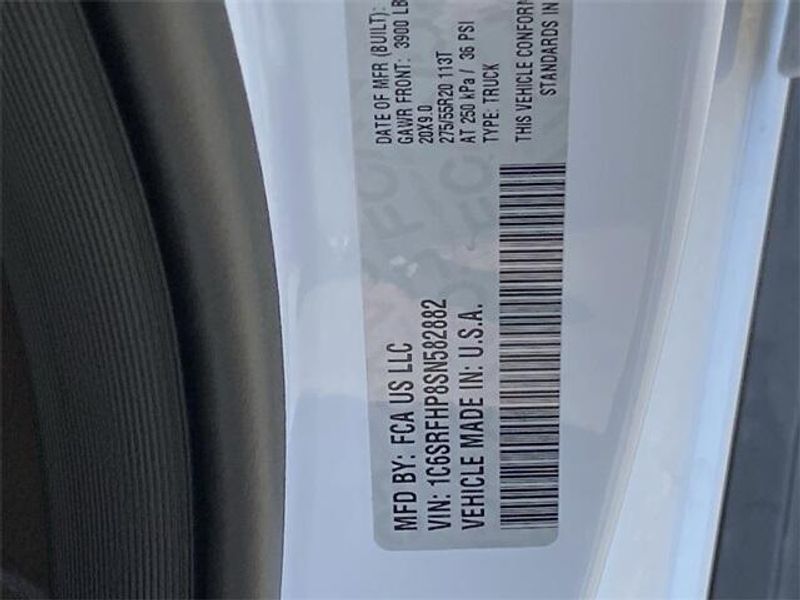 MFD BY: FCA US LLC
VIN: 1C6SRFHP8SN582882
VEHICLE MADE IN: U.S.A.
DATE OF MFR (BUILT):
GAWR FRONT: 3900 LB
20X9.0
275/55R20 113T
AT 250 kPa / 36 PSI
TYPE: TRUCK
THIS VEHICLE CONFORM
STANDARDS IN